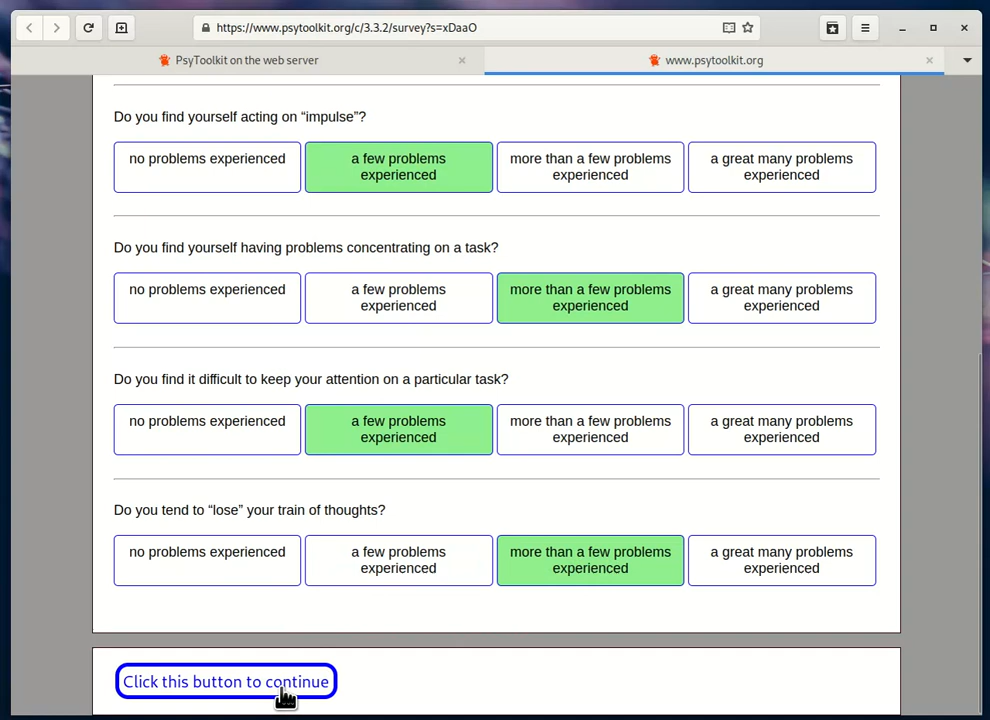 https://www.psytoolkit.org/c/3.3.2/survey?s=xDaaO
PsyToolkit on the web server
www.psytoolkit.org
Do you find yourself acting on “impulse”?
no problems experienced
a few problems
experienced
more than a few problems
experienced
a great many problems
experienced
Do you find yourself having problems concentrating on a task?
no problems experienced
a few problems
experienced
more than a few problems
experienced
a great many problems
experienced
Do you find it difficult to keep your attention on a particular task?
no problems experienced
a few problems
experienced
more than a few problems
experienced
a great many problems
experienced
Do you tend to “lose” your train of thoughts?
no problems experienced
a few problems
experienced
more than a few problems
experienced
a great many problems
experienced
Click this button to continue